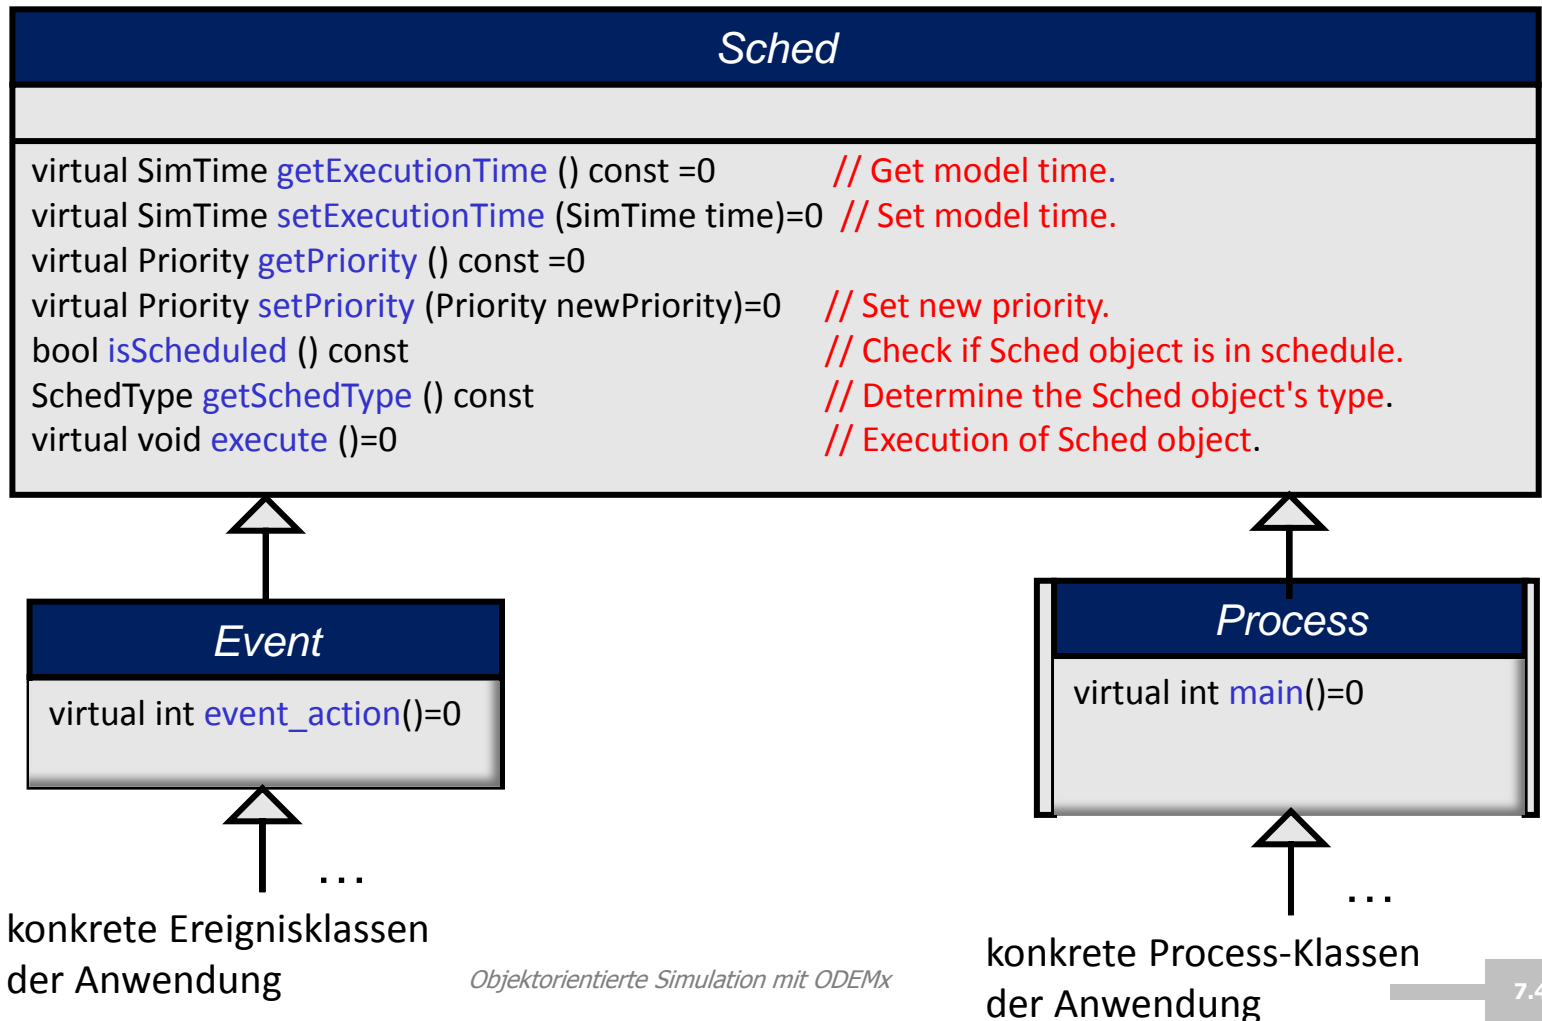 Sched
virtual SimTime getExecutionTime () const =0 // Get model time.
virtual SimTime setExecutionTime (SimTime time)=0 // Set model time.
virtual Priority getPriority () const =0
virtual Priority setPriority (Priority newPriority)=0 // Set new priority.
bool isScheduled () const // Check if Sched object is in schedule.
SchedType getSchedType () const // Determine the Sched object's type.
virtual void execute ()=0 // Execution of Sched object.
Event
virtual int event_action()=0
...
konkrete Ereignisklassen
der Anwendung
Process
virtual int main()=0
...
konkrete Process-Klassen
der Anwendung
Objektorientierte Simulation mit ODEMx
7.4